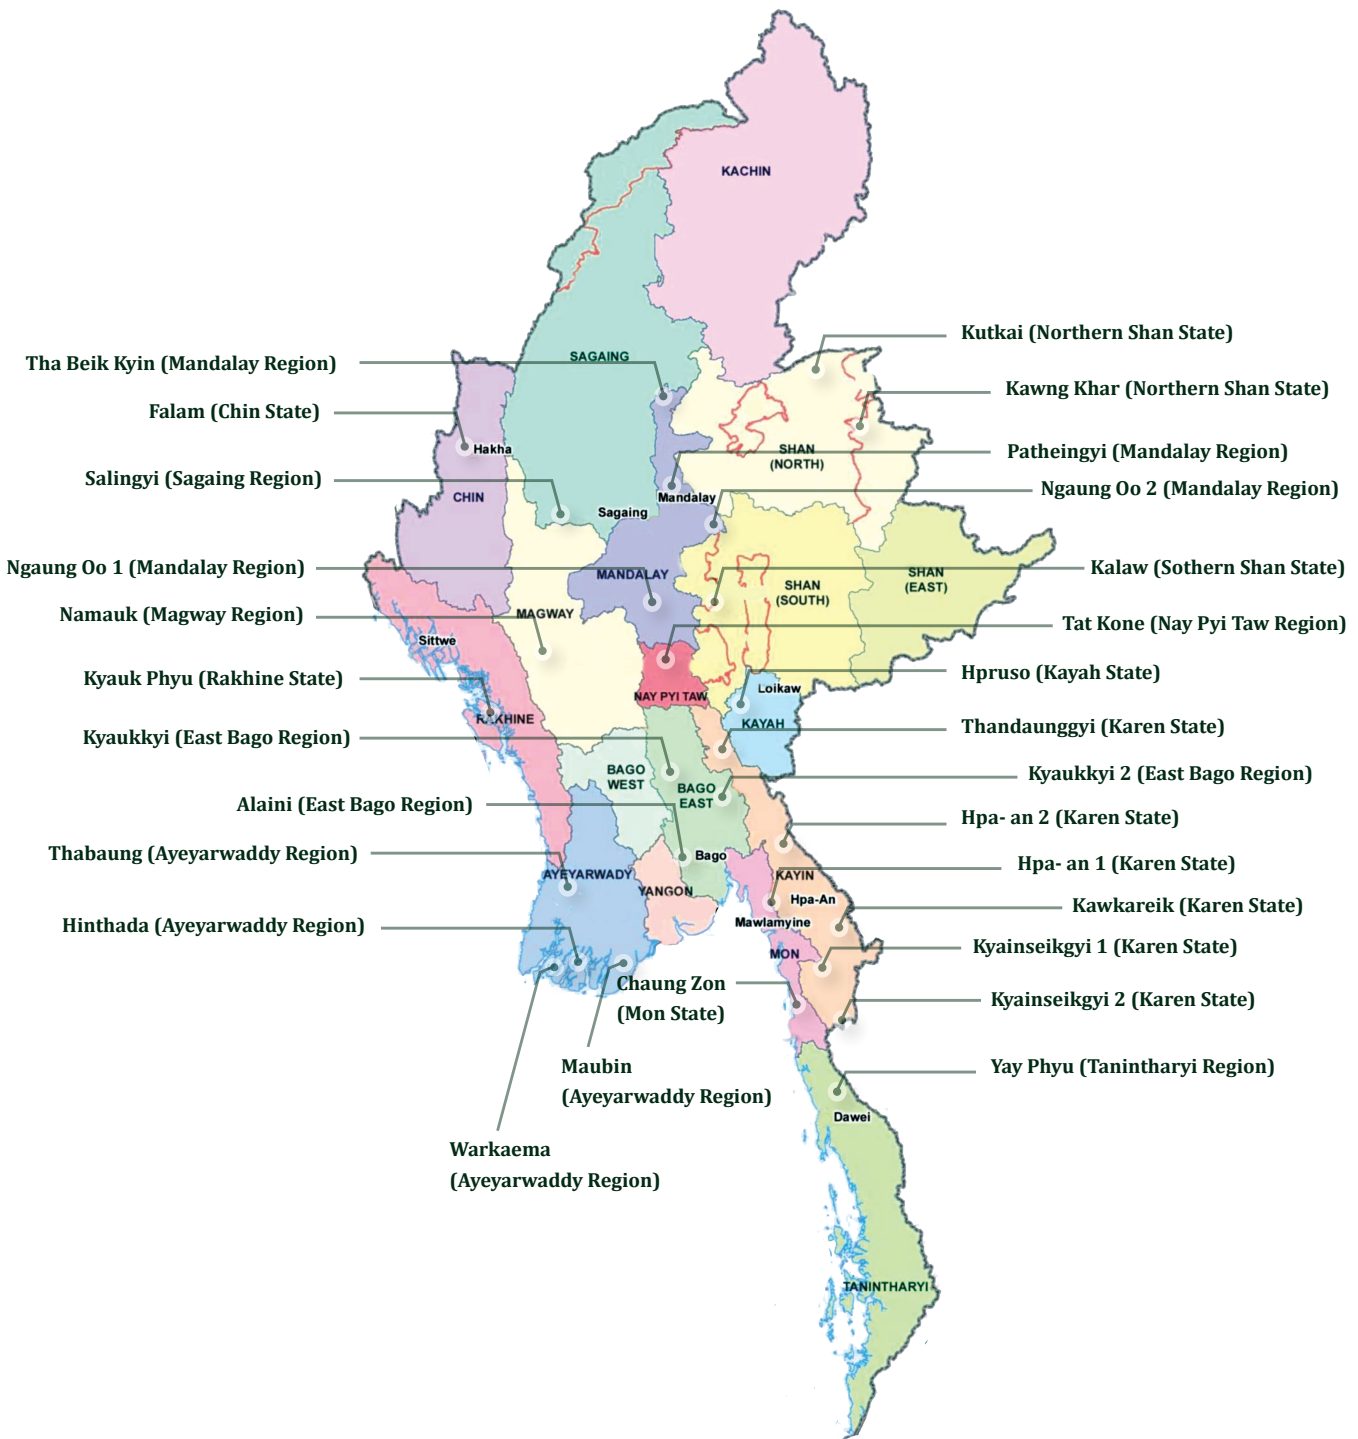 KACHIN
Kutkai (Northern Shan State)
SAGAING
Tha Beik Kyin (Mandalay Region)
Kawng Khar (Northern Shan State)
Falam (Chin State)
Hakha
SHAN
(NORTH)
Patheingyi (Mandalay Region)
Salingyi (Sagaing Region)
CHIN
Mandalay
Ngaung Oo 2 (Mandalay Region)
Sagaing
Ngaung Oo 1 (Mandalay Region)
MANDALAY
SHAN
(SOUTH)
SHAN
(EAST)
Kalaw (Sothern Shan State)
Namauk (Magway Region)
MAGWAY
Tat Kone (Nay Pyi Taw Region)
Sittwe
Kyauk Phyu (Rakhine State)
Hpruso (Kayah State)
Loikaw
NAY PYI TAW
RAKHINE
KAYAH
Thandaunggyi (Karen State)
Kyaukkyi (East Bago Region)
BAGO
WEST
Kyaukkyi 2 (East Bago Region)
BAGO
EAST
Alaini (East Bago Region)
Hpa- an 2 (Karen State)
Thabaung (Ayeyarwaddy Region)
Bago
Hpa- an 1 (Karen State)
AYEYARWADY
KAYIN
YANGON
Hpa-An
Kawkareik (Karen State)
Hinthada (Ayeyarwaddy Region)
Mawlamyine
Kyainseikgyi 1 (Karen State)
MON
Chaung Zon
(Mon State)
Kyainseikgyi 2 (Karen State)
Maubin
(Ayeyarwaddy Region)
Yay Phyu (Tanintharyi Region)
Dawei
Warkaema
(Ayeyarwaddy Region)
TANINTHARYI